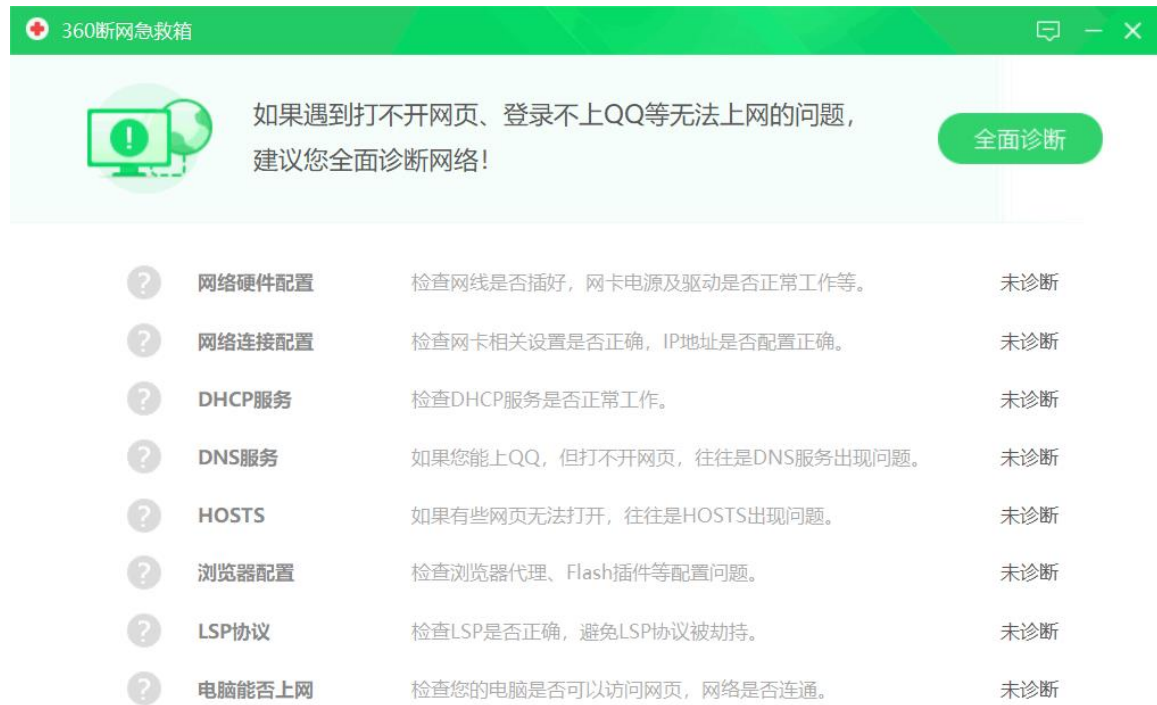 360断网急救箱
如果遇到打不开网页、登录不上QQ等无法上网的问题，
建议您全面诊断网络！
全面诊断
网络硬件配置 检查网线是否插好，网卡电源及驱动是否正常工作等。 未诊断
网络连接配置 检查网卡相关设置是否正确，IP地址是否配置正确。 未诊断
DHCP服务 检查DHCP服务是否正常工作。 未诊断
DNS服务 如果您能上QQ，但打不开网页，往往是DNS服务出现问题。 未诊断
HOSTS 如果有些网页无法打开，往往是HOSTS出现问题。 未诊断
浏览器配置 检查浏览器代理、Flash插件等配置问题。 未诊断
LSP协议 检查LSP是否正确，避免LSP协议被劫持。 未诊断
电脑能否上网 检查您的电脑是否可以访问网页，网络是否连通。 未诊断